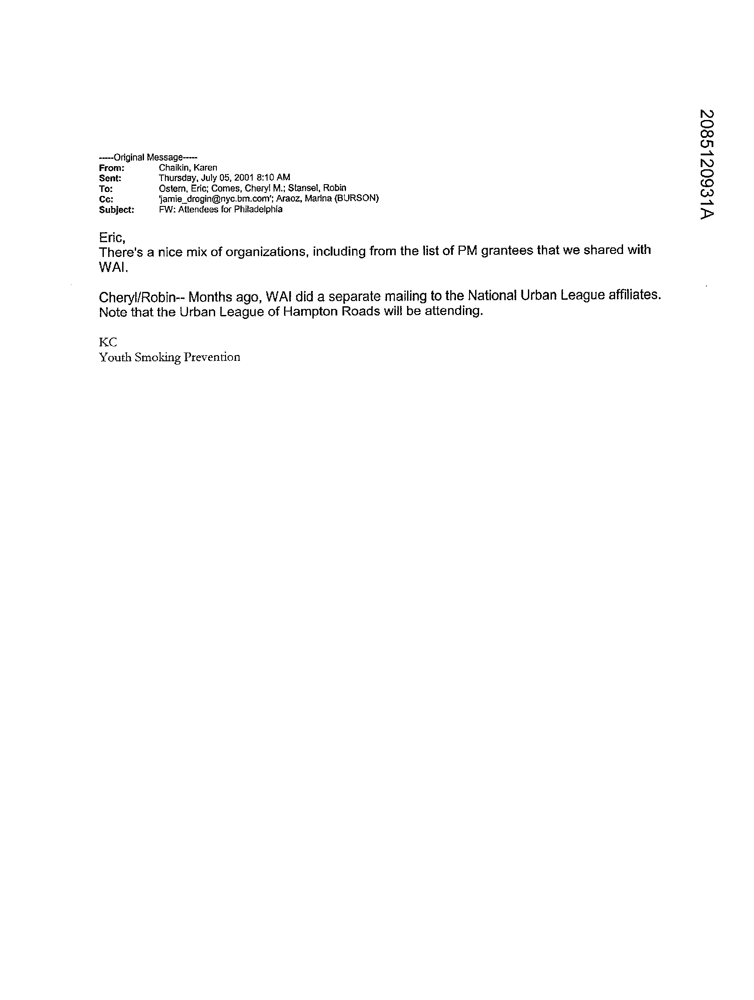 -----Original Message-----
From: Chaikin, Karen
Sent: Thursday, July 05, 2001 8:10 AM
To: Ostern, Eric; Comes, Cheryl M.; Stansel, Robin
Cc: 'jamie_drogin@nyc.bm.com'; Araoz, Marina (BURSON)
Subject: FW: Attendees for Philadelphia
Eric,
There's a nice mix of organizations, including from the list of PM grantees that we shared with
WAI.
Cheryl/Robin-- Months ago, WAI did a separate mailing to the National Urban League affiliates.
Note that the Urban League of Hampton Roads will be attending.
KC
Youth Smoking Prevention
2085120931A